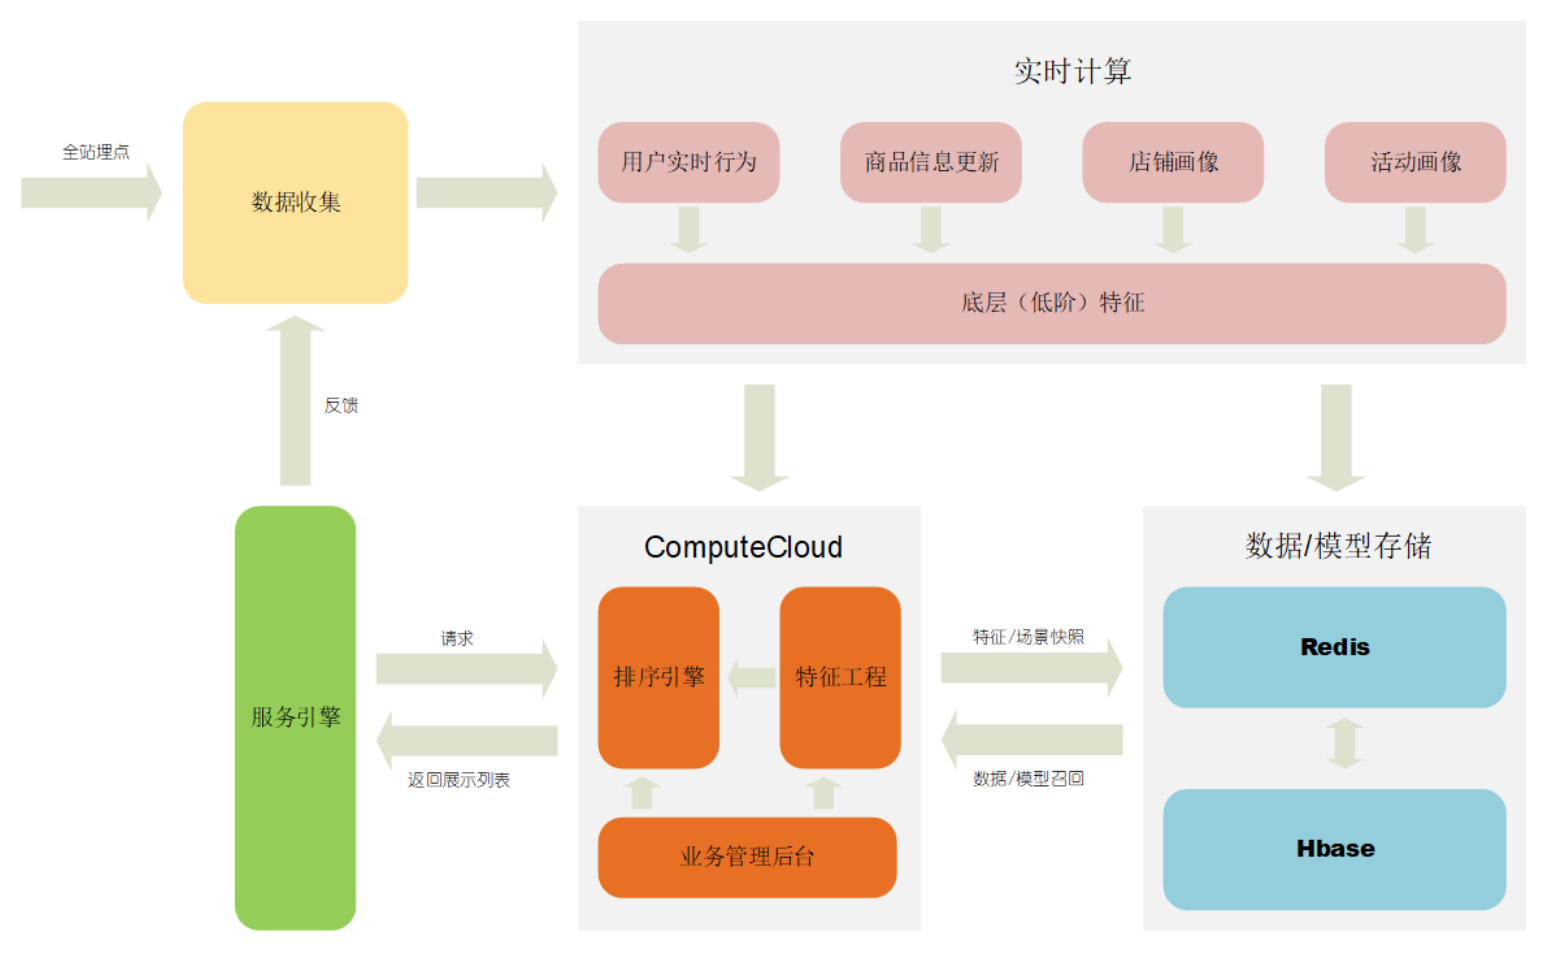 实时计算
全站埋点
数据收集
用户实时行为
商品信息更新
店铺画像
活动画像
底层（低阶）特征
反馈
ComputeCloud
数据/模型存储
请求
排序引擎
特征工程
特征/场景快照
Redis
服务引擎
返回展示列表
数据/模型召回
业务管理后台
Hbase